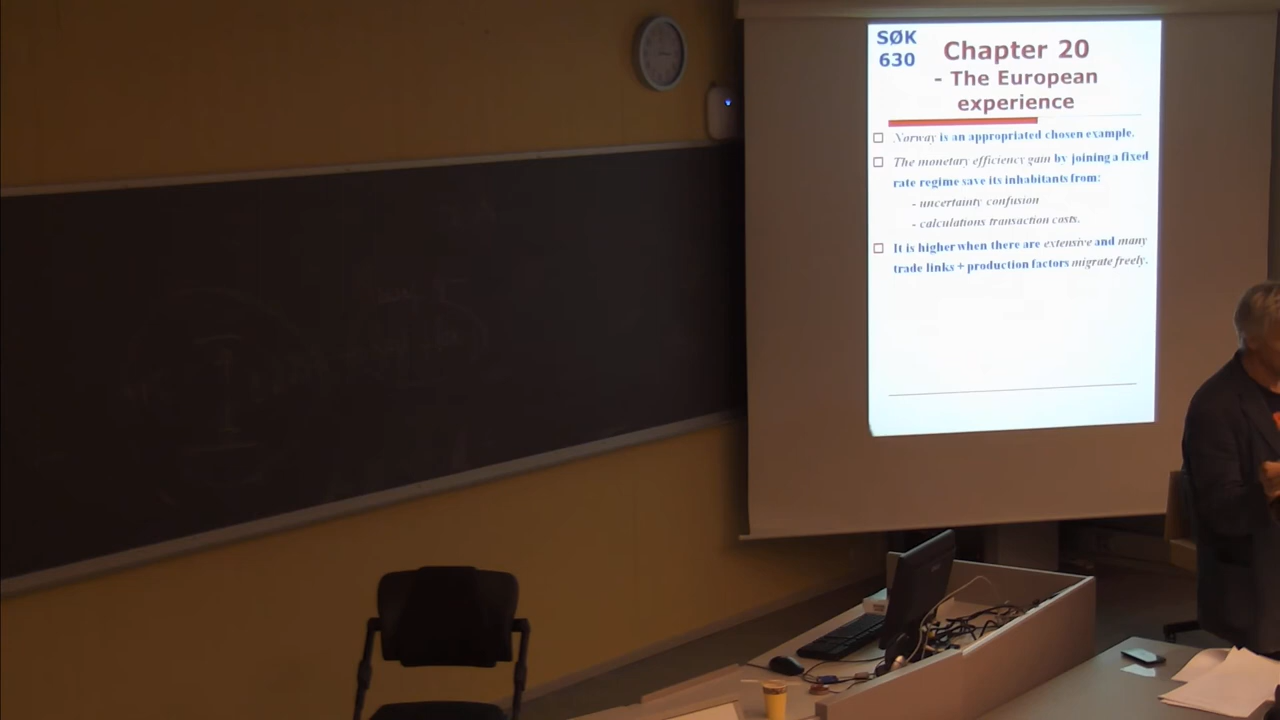 SØK
630
Chapter 20
- The European
experience
Norway is an appropriated chosen example.
The monetary efficiency gain by joining a fixed
rate regime save its inhabitants from:
- uncertainty confusion
- calculations transaction costs.
It is higher when there are extensive and many
trade links + production factors migrate freely.